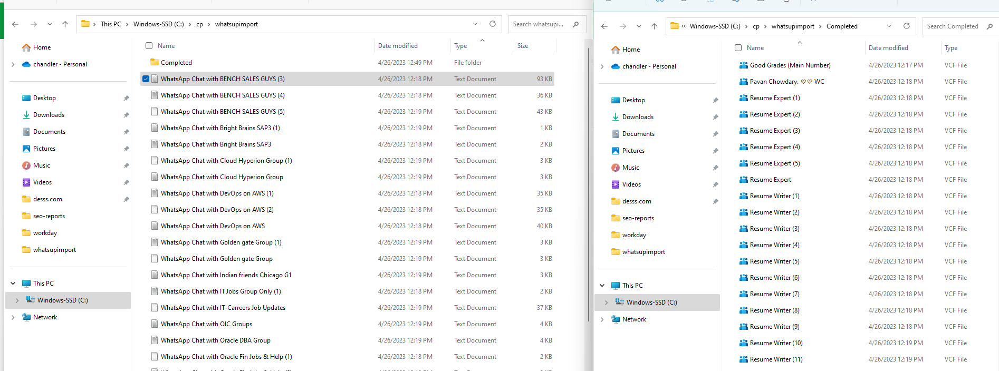 This PC > Windows-SSD (C:) > cp > whatsupimport
Search whatsupi...
Home
chandler - Personal
Desktop
Downloads
Documents
Pictures
Music
Videos
desss.com
seo-reports
workday
whatsupimport
This PC
Windows-SSD (C:)
Network
Name Date modified Type Size
Completed 4/26/2023 12:49 PM File folder
WhatsApp Chat with BENCH SALES GUYS (3) 4/26/2023 12:18 PM Text Document 93 KB
WhatsApp Chat with BENCH SALES GUYS (4) 4/26/2023 12:18 PM Text Document 36 KB
WhatsApp Chat with BENCH SALES GUYS (5) 4/26/2023 12:19 PM Text Document 43 KB
WhatsApp Chat with Bright Brains SAP3 (1) 4/26/2023 12:19 PM Text Document 1 KB
WhatsApp Chat with Bright Brains SAP3 4/26/2023 12:18 PM Text Document 2 KB
WhatsApp Chat with Cloud Hyperion Group (1) 4/26/2023 12:19 PM Text Document 3 KB
WhatsApp Chat with Cloud Hyperion Group 4/26/2023 12:18 PM Text Document 3 KB
WhatsApp Chat with DevOps on AWS (1) 4/26/2023 12:18 PM Text Document 35 KB
WhatsApp Chat with DevOps on AWS (2) 4/26/2023 12:19 PM Text Document 35 KB
WhatsApp Chat with DevOps on AWS 4/26/2023 12:18 PM Text Document 40 KB
WhatsApp Chat with Golden gate Group (1) 4/26/2023 12:19 PM Text Document 3 KB
WhatsApp Chat with Golden gate Group 4/26/2023 12:19 PM Text Document 3 KB
WhatsApp Chat with Indian friends Chicago G1 4/26/2023 12:19 PM Text Document 3 KB
WhatsApp Chat with IT Jobs Group Only (1) 4/26/2023 12:18 PM Text Document 2 KB
WhatsApp Chat with IT-Carreers Job Updates 4/26/2023 12:19 PM Text Document 37 KB
WhatsApp Chat with OIC Groups 4/26/2023 12:19 PM Text Document 4 KB
WhatsApp Chat with Oracle DBA Group 4/26/2023 12:19 PM Text Document 4 KB
WhatsApp Chat with Oracle Fin Jobs & Help (1) 4/26/2023 12:18 PM Text Document 2 KB
« Windows-SSD (C:) > cp > whatsupimport > Completed
Search Completed
Home
chandler - Personal
Desktop
Downloads
Documents
Pictures
Music
Videos
desss.com
seo-reports
workday
whatsupimport
This PC
Windows-SSD (C:)
Network
Name Date modified Type
Good Grades (Main Number) 4/26/2023 12:17 PM VCF File
Pavan Chowdary. 🤍🤍 WC 4/26/2023 12:18 PM VCF File
Resume Expert (1) 4/26/2023 12:18 PM VCF File
Resume Expert (2) 4/26/2023 12:18 PM VCF File
Resume Expert (3) 4/26/2023 12:18 PM VCF File
Resume Expert (4) 4/26/2023 12:18 PM VCF File
Resume Expert (5) 4/26/2023 12:18 PM VCF File
Resume Expert 4/26/2023 12:18 PM VCF File
Resume Writer (1) 4/26/2023 12:18 PM VCF File
Resume Writer (2) 4/26/2023 12:18 PM VCF File
Resume Writer (3) 4/26/2023 12:18 PM VCF File
Resume Writer (4) 4/26/2023 12:18 PM VCF File
Resume Writer (5) 4/26/2023 12:18 PM VCF File
Resume Writer (6) 4/26/2023 12:18 PM VCF File
Resume Writer (7) 4/26/2023 12:18 PM VCF File
Resume Writer (8) 4/26/2023 12:18 PM VCF File
Resume Writer (9) 4/26/2023 12:18 PM VCF File
Resume Writer (10) 4/26/2023 12:19 PM VCF File
Resume Writer (11) 4/26/2023 12:19 PM VCF File